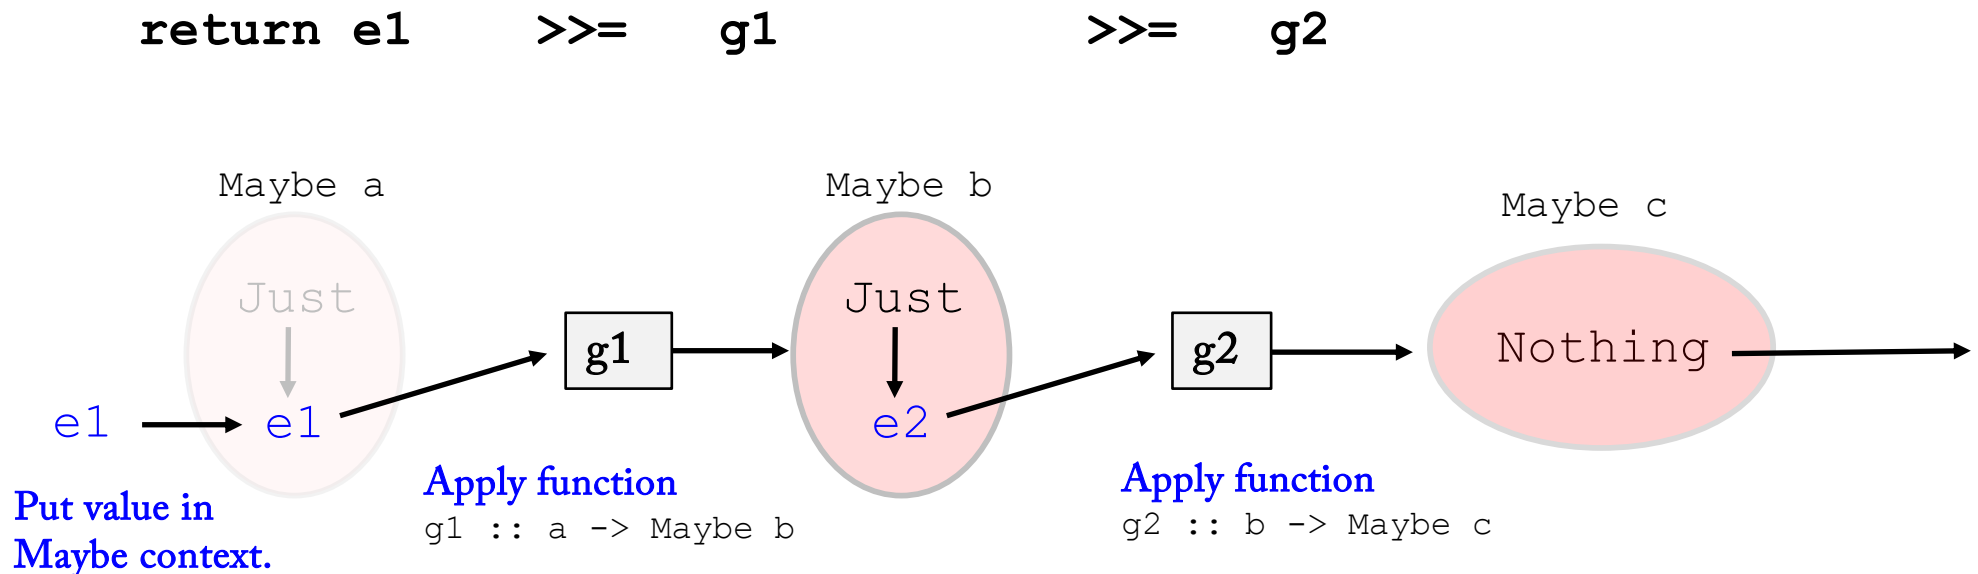 return e1 >>= g1 >>= g2
Maybe a
Maybe b
Maybe c
Just
Just
g1
g2
Nothing
e1
e1
e2
Put value in
Maybe context.
Apply function
g1 :: a -> Maybe b
Apply function
g2 :: b -> Maybe c